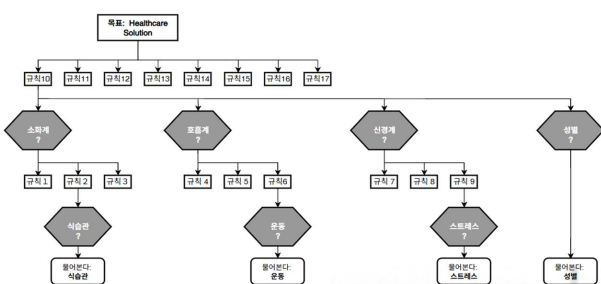 목표: Healthcare
Solution
규칙10 규칙11 규칙12 규칙13 규칙14 규칙15 규칙16 규칙17
소파계
?
호흡계
?
신경계
?
성별
?
규칙 1 규칙 2 규칙 3 규칙 4 규칙 5 규칙6 규칙 7 규칙 8 규칙 9
식습관
?
운동
?
스트레스
?
물어본다:
식습관
물어본다:
운동
물어본다:
스트레스
물어본다:
성별